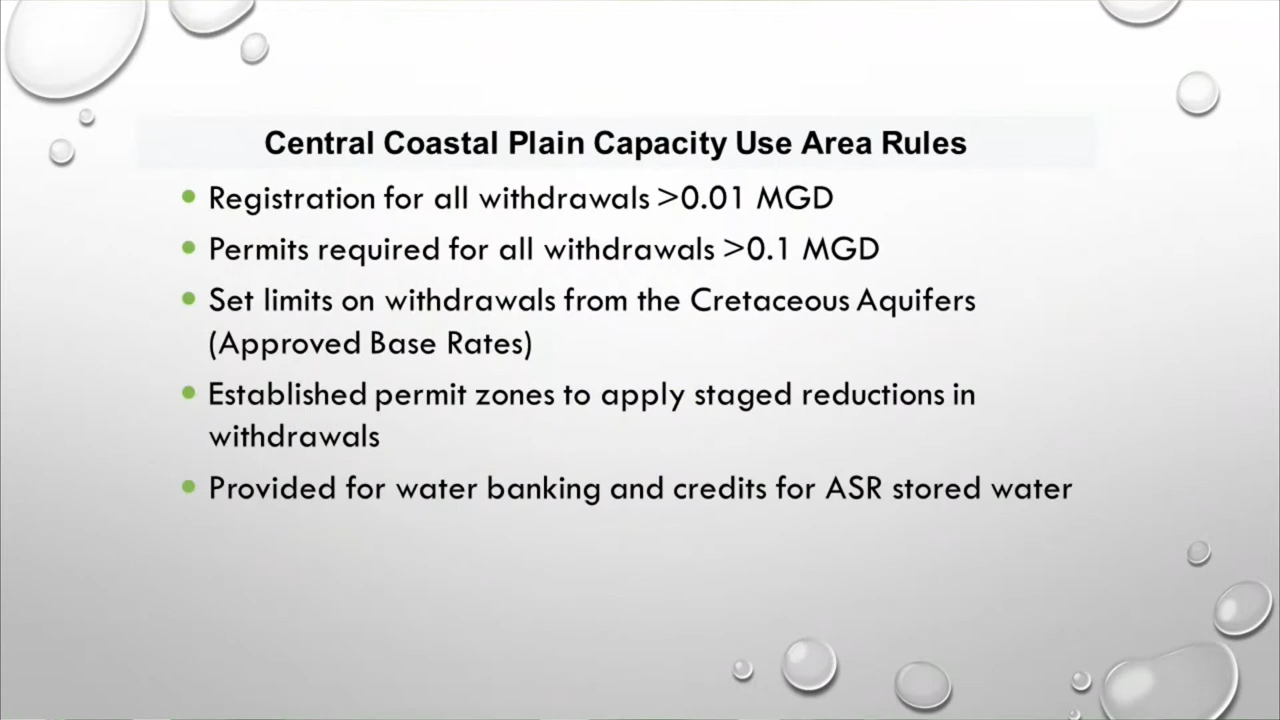 Central Coastal Plain Capacity Use Area Rules
Registration for all withdrawals >0.01 MGD
Permits required for all withdrawals >0.1 MGD
Set limits on withdrawals from the Cretaceous Aquifers
(Approved Base Rates)
Established permit zones to apply staged reductions in
withdrawals
Provided for water banking and credits for ASR stored water